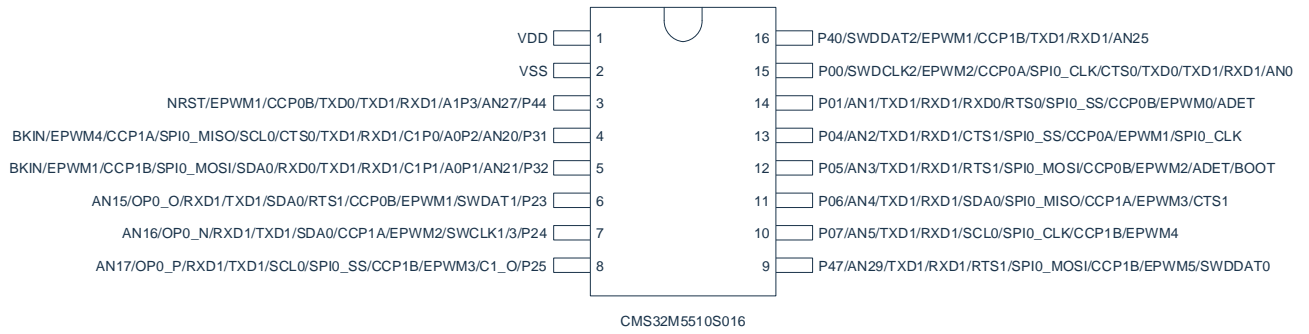 VDD 1
VSS 2
NRST/EPWM1/CCP0B/TXD0/TXD1/RXD1/A1P3/AN27/P44 3
BKIN/EPWM4/CCP1A/SPI0_MISO/SCL0/CTS0/TXD1/RXD1/C1P0/A0P2/AN20/P31 4
BKIN/EPWM1/CCP1B/SPI0_MOSI/SDA0/RXD0/TXD1/RXD1/C1P1/A0P1/AN21/P32 5
AN15/OP0_O/RXD1/TXD1/SDA0/RTS1/CCP0B/EPWM1/SWDAT1/P23 6
AN16/OP0_N/RXD1/TXD1/SDA0/CCP1A/EPWM2/SWCLK1/3/P24 7
AN17/OP0_P/RXD1/TXD1/SCL0/SPI0_SS/CCP1B/EPWM3/C1_O/P25 8
16 P40/SWDDAT2/EPWM1/CCP1B/TXD1/RXD1/AN25
15 P00/SWDCLK2/EPWM2/CCP0A/SPI0_CLK/CTS0/TXD0/TXD1/RXD1/AN0
14 P01/AN1/TXD1/RXD1/RXD0/RTS0/SPI0_SS/CCP0B/EPWM0/ADET
13 P04/AN2/TXD1/RXD1/CTS1/SPI0_SS/CCP0A/EPWM1/SPI0_CLK
12 P05/AN3/TXD1/RXD1/RTS1/SPI0_MOSI/CCP0B/EPWM2/ADET/BOOT
11 P06/AN4/TXD1/RXD1/SDA0/SPI0_MISO/CCP1A/EPWM3/CTS1
10 P07/AN5/TXD1/RXD1/SCL0/SPI0_CLK/CCP1B/EPWM4
9 P47/AN29/TXD1/RXD1/RTS1/SPI0_MOSI/CCP1B/EPWM5/SWDDAT0
CMS32M5510S016